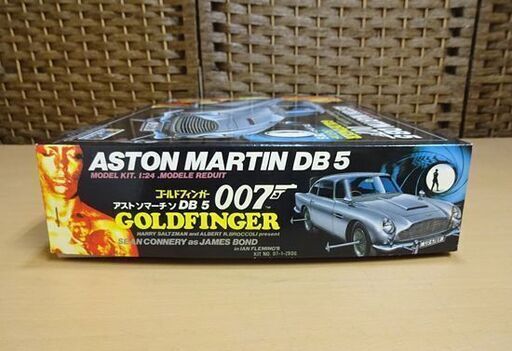 ASTON MARTIN DB 5
MODEL KIT. 1:24 .MODELE REDUIT
ゴールドフィンガー
アストンマーチン DB 5 007
GOLDFINGER
HARRY SALTZMAN and ALBERT R. BROCCOLI present
SEAN CONNERY as JAMES BOND
in IAN FLEMING'S